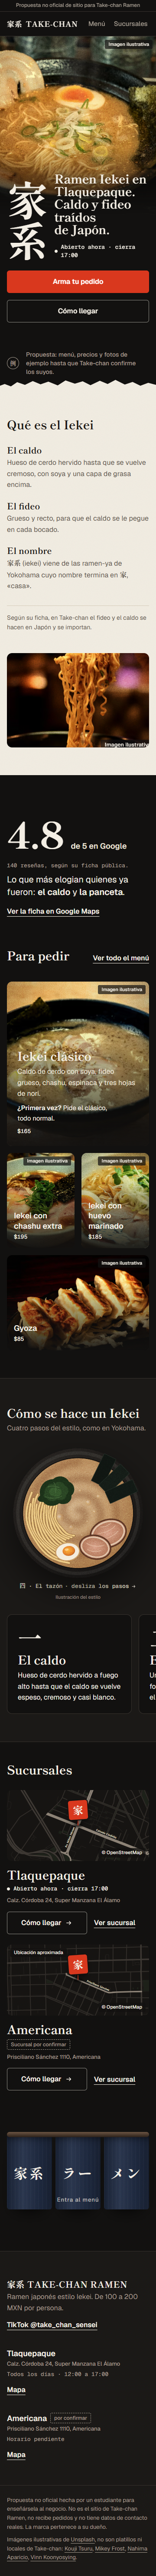 Propuesta no oficial de sitio para Take-chan Ramen
家系 TAKE-CHAN
Menú
Sucursales
Imagen ilustrativa
家系
Ramen Iekei en
Tlaquepaque.
Caldo y fideo
traídos
de Japón.
Abierto ahora · cierra
17:00
Arma tu pedido
Cómo llegar
Propuesta: menú, precios y fotos de
ejemplo hasta que Take-chan confirme
los suyos.
Qué es el Iekei
El caldo
Hueso de cerdo hervido hasta que se vuelve
cremoso, con soya y una capa de grasa
encima.
El fideo
Grueso y recto, para que el caldo se le pegue
en cada bocado.
El nombre
家系 (iekei) viene de las ramen-ya de
Yokohama cuyo nombre termina en 家,
«casa».
Según su ficha, en Take-chan el fideo y el caldo se
hacen en Japón y se importan.
Imagen ilustrativa
4.8 de 5 en Google
140 reseñas, según su ficha pública.
Lo que más elogian quienes ya
fueron: el caldo y la panceta.
Ver la ficha en Google Maps
Para pedir
Ver todo el menú
Imagen ilustrativa
Iekei clásico
Caldo de cerdo con soya, fideo
grueso, chashu, espinaca y tres hojas
de nori.
¿Primera vez? Pide el clásico,
todo normal.
$165
Imagen ilustrativa
Iekei con
chashu extra
$195
Imagen ilustrativa
Iekei con
huevo
marinado
$185
Imagen ilustrativa
Gyoza
$85
Cómo se hace un Iekei
Cuatro pasos del estilo, como en Yokohama.
· El tazón · desliza los pasos →
Ilustración del estilo
一
El caldo
Hueso de cerdo hervido a fuego
alto hasta que el caldo se vuelve
espeso, cremoso y casi blanco.
Sucursales
家
© OpenStreetMap
Tlaquepaque
Abierto ahora · cierra 17:00
Calz. Córdoba 24, Super Manzana El Álamo
Cómo llegar →
Ver sucursal
Ubicación aproximada
家
© OpenStreetMap
Americana
Sucursal por confirmar
Prisciliano Sánchez 1110, Americana
Cómo llegar →
Ver sucursal
家系 ラー メン
Entra al menú
家系 TAKE-CHAN RAMEN
Ramen japonés estilo Iekei. De 100 a 200
MXN por persona.
TikTok @take_chan_sensei
Tlaquepaque
Calz. Córdoba 24, Super Manzana El Álamo
Todos los días · 12:00 a 17:00
Mapa
Americana por confirmar
Prisciliano Sánchez 1110, Americana
Horario pendiente
Mapa
Propuesta no oficial hecha por un estudiante para
enseñársela al negocio. No es el sitio de Take-chan
Ramen, no recibe pedidos y no tiene datos de contacto
reales. La marca pertenece a su dueño.
Imágenes ilustrativas de Unsplash, no son platillos ni
locales de Take-chan: Kouji Tsuru, Mikey Frost, Nahima
Aparicio, Vinn Koonyosying.